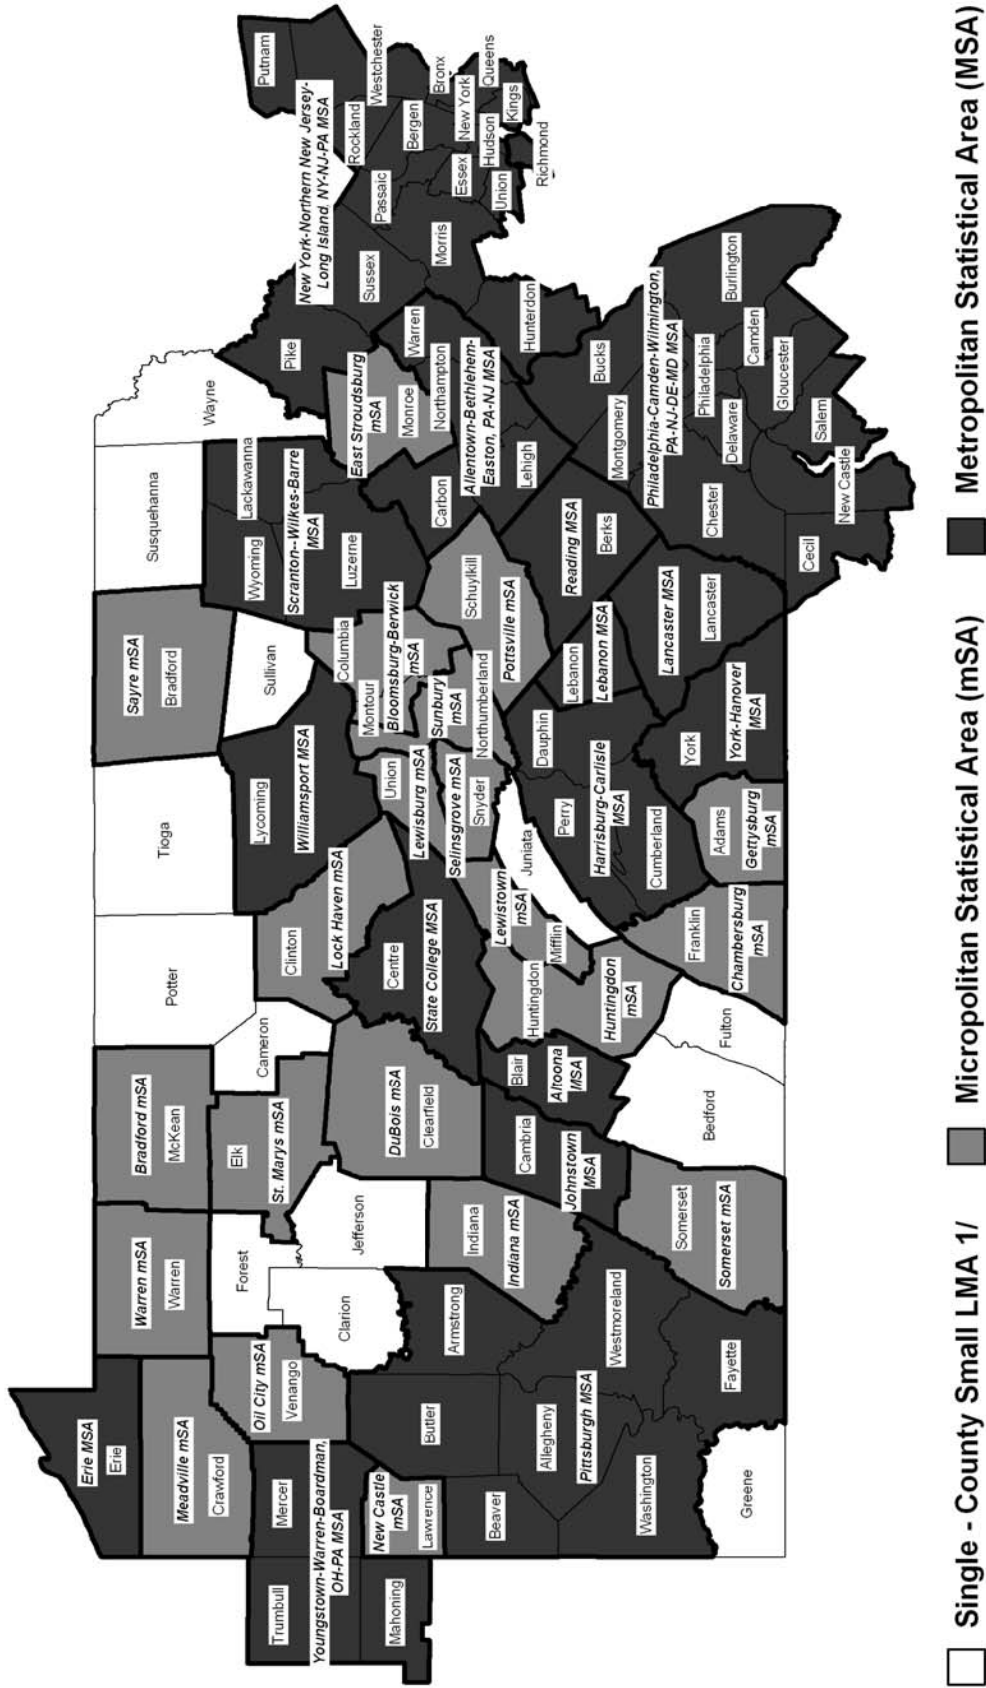 Erie MSA
Erie
Meadville mSA
Crawford
Warren mSA
Warren
Bradford mSA
McKean
Potter
Tioga
Sayre mSA
Bradford
Susquehanna
Wayne
Trumbull
Mercer
Youngstown-Warren-Boardman,
OH-PA MSA
Mahoning
Oil City mSA
Venango
Forest
Elk
St. Marys mSA
Cameron
Clinton
Lock Haven mSA
Lycoming
Williamsport MSA
Sullivan
Wyoming
Lackawanna
Scranton--Wilkes-Barre
MSA
Luzerne
Pike
New York-Northern New Jersey-
Long Island, NY-NJ-PA MSA
Putnam
Rockland
Westchester
Sussex
Passaic
Bergen
Bronx
Morris
Essex
New York
Queens
Hudson
Union
Kings
Richmond
Hunterdon
New Castle
mSA
Lawrence
Clarion
Jefferson
DuBois mSA
Clearfield
Centre
State College MSA
Union
Lewisburg mSA
Montour
Columbia
Bloomsburg-Berwick
mSA
Sunbury
mSA
Northumberland
Selinsgrove mSA
Snyder
East Stroudsburg
mSA
Monroe
Warren
Northampton
Carbon
Allentown-Bethlehem-
Easton, PA-NJ MSA
Lehigh
Beaver
Butler
Armstrong
Indiana
Indiana mSA
Cambria
Johnstown
MSA
Blair
Altoona
MSA
Huntingdon
Huntingdon
mSA
Lewistown
mSA
Mifflin
Juniata
Schuylkill
Pottsville mSA
Dauphin
Perry
Harrisburg-Carlisle
MSA
Cumberland
Lebanon
Lebanon MSA
Reading MSA
Berks
Bucks
Montgomery
Philadelphia-Camden-Wilmington,
PA-NJ-DE-MD MSA
Philadelphia
Burlington
Camden
Delaware
Gloucester
Chester
Salem
New Castle
Cecil
Allegheny
Pittsburgh MSA
Westmoreland
Washington
Fayette
Greene
Somerset
Somerset mSA
Bedford
Fulton
Franklin
Chambersburg
mSA
Adams
Gettysburg
mSA
York
York-Hanover
MSA
Lancaster MSA
Lancaster
Single - County Small LMA 1/
Micropolitan Statistical Area (mSA)
Metropolitan Statistical Area (MSA)